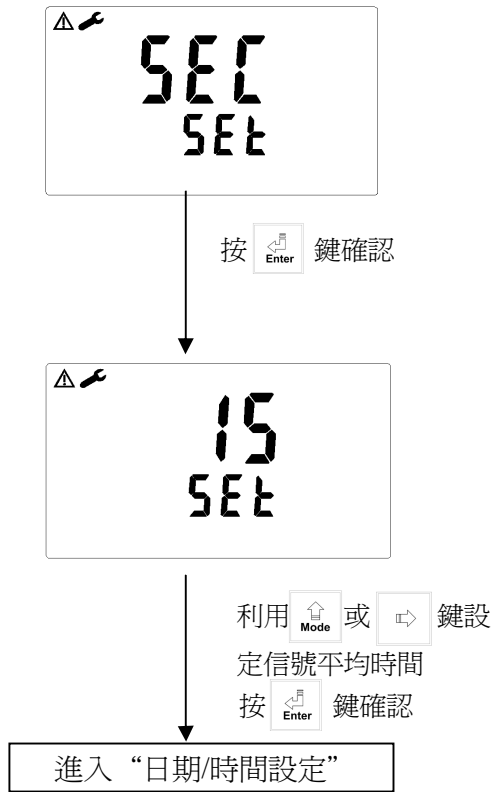 SEC
SEt
按 Enter 鍵確認
15
SEt
利用 Mode 或 鍵設
定信號平均時間
按 Enter 鍵確認
進入“日期/時間設定”